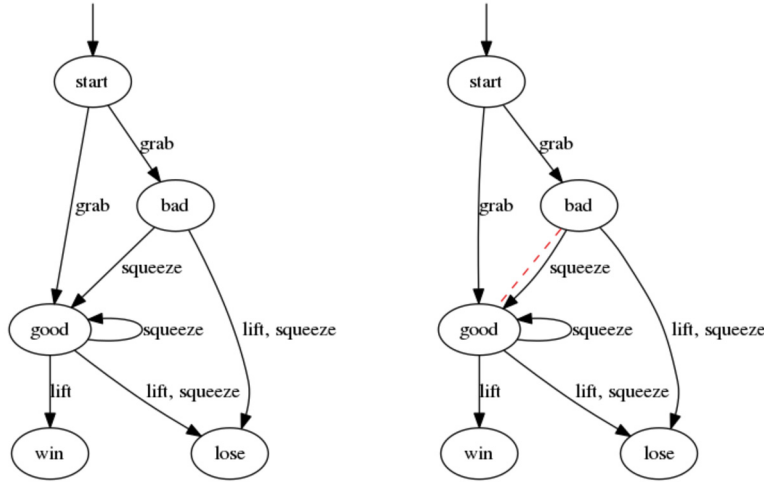 start
start
grab
grab
grab
bad
grab
bad
squeeze
squeeze
good
squeeze
lift, squeeze
good
squeeze
lift, squeeze
lift
lift, squeeze
lift
lift, squeeze
win
lose
win
lose